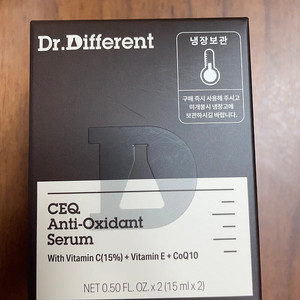 Dr.Different
냉장보관
구매 즉시 사용해 주시고
미개봉시 냉장고에
보관하시길 바랍니다.
D
CEQ
Anti-Oxidant
Serum
With Vitamin C(15%) + Vitamin E + CoQ10
NET 0.50 FL. OZ. x 2 (15 ml x 2)